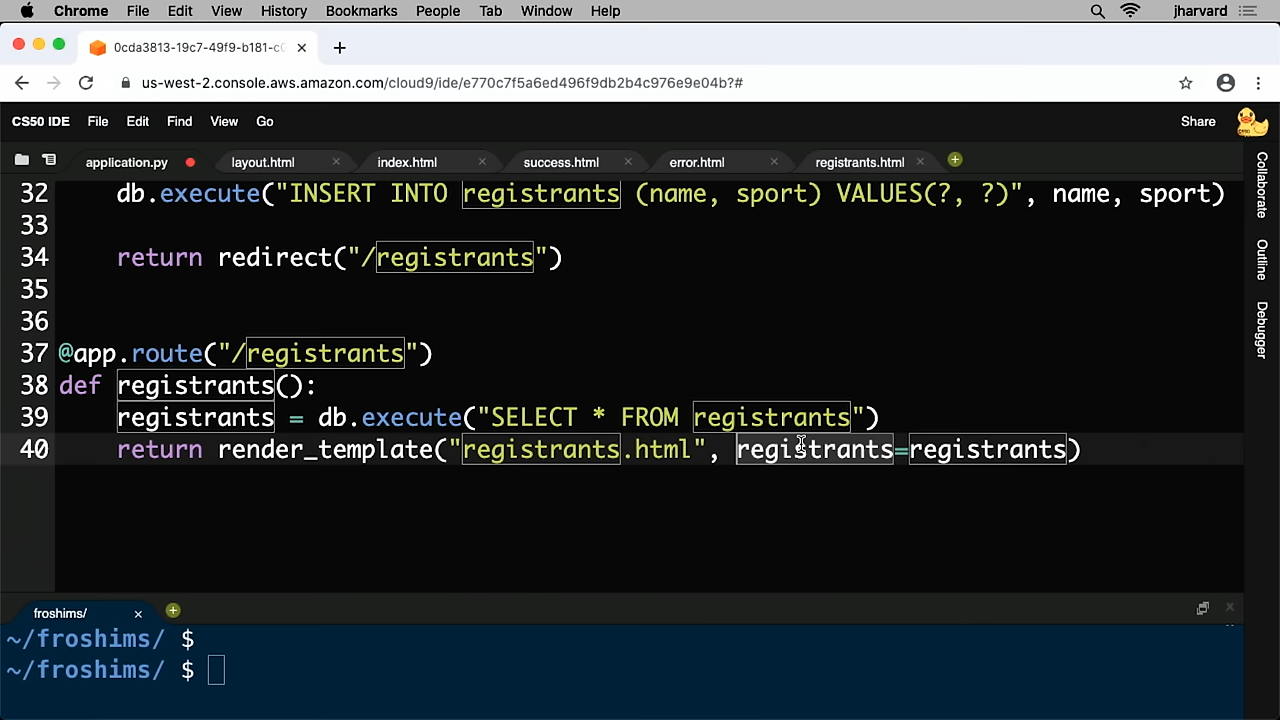 Chrome File Edit View History Bookmarks People Tab Window Help jharvard
0cda3813-19c7-49f9-b181-c
us-west-2.console.aws.amazon.com/cloud9/ide/e770c7f5a6ed496f9db2b4c976e9e04b?#
CS50 IDE File Edit Find View Go Share
application.py layout.html index.html success.html error.html registrants.html
32 db.execute("INSERT INTO registrants (name, sport) VALUES(?, ?)", name, sport)
33
34 return redirect("/registrants")
35
36
37 @app.route("/registrants")
38 def registrants():
39 registrants = db.execute("SELECT * FROM registrants")
40 return render_template("registrants.html", registrants=registrants)
Collaborate
Outline
Debugger
froshims/
~/froshims/ $
~/froshims/ $